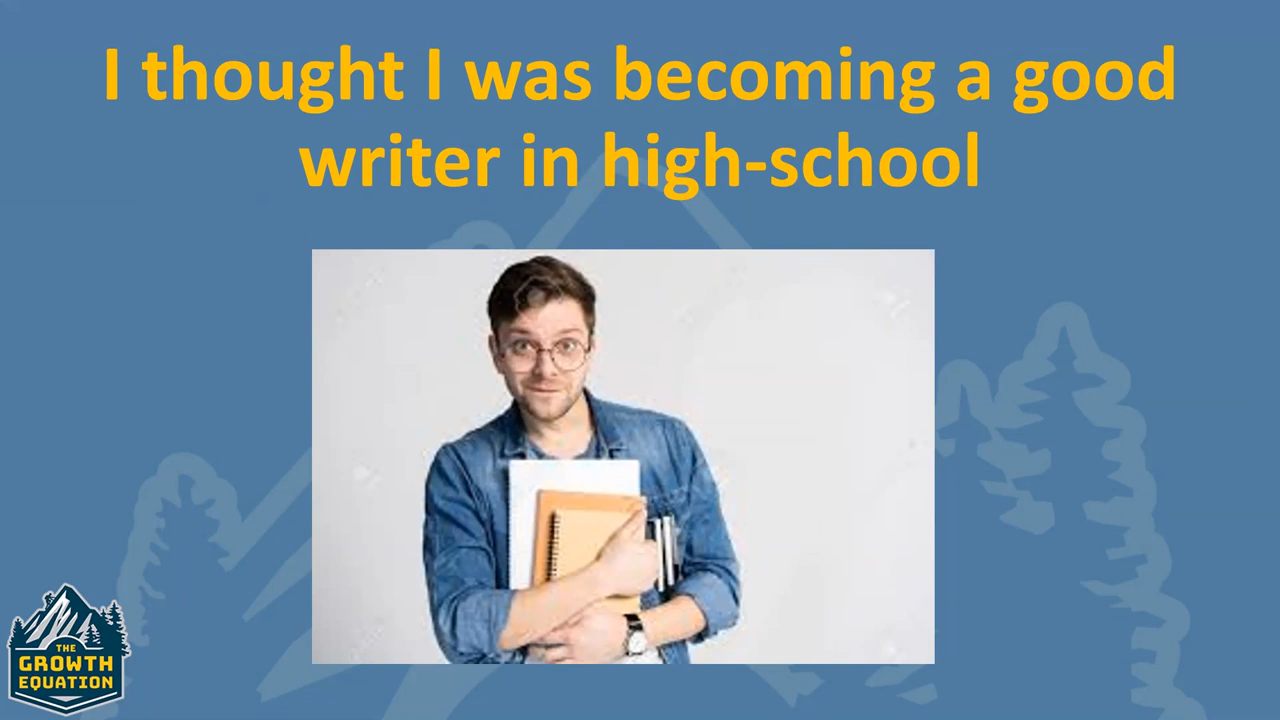 I thought I was becoming a good
writer in high-school
THE
GROWTH
EQUATION